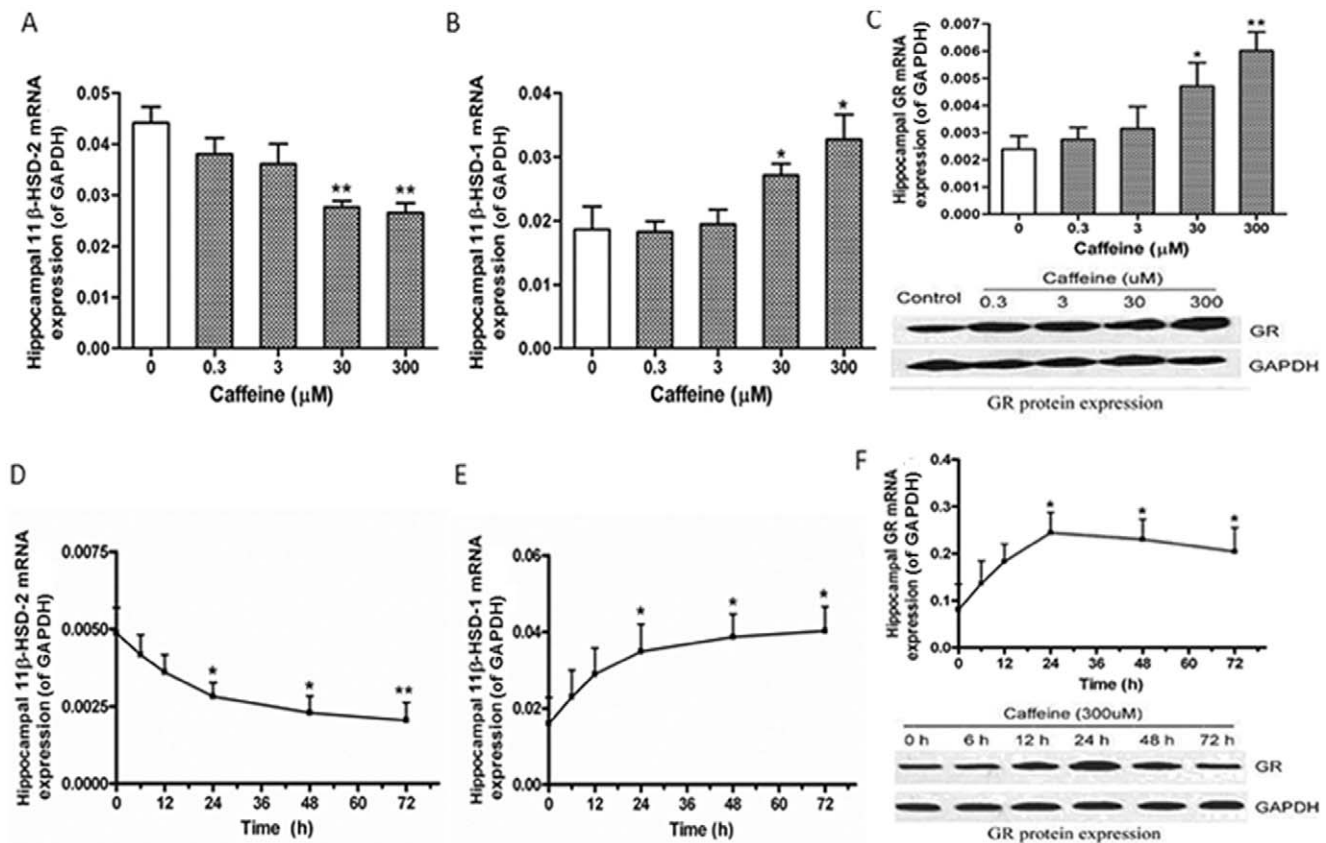 A
Hippocampal 11 β-HSD-2 mRNA
expression (of GAPDH)
0.05
0.04
0.03
0.02
0.01
0.00
** **
0 0.3 3 30 300
Caffeine (μM)
B
Hippocampal 11 β-HSD-1 mRNA
expression (of GAPDH)
0.04
0.03
0.02
0.01
0.00
* *
0 0.3 3 30 300
Caffeine (μM)
C
Hippocampal GR mRNA
expression (of GAPDH)
0.007
0.006
0.005
0.004
0.003
0.002
0.001
0.000
* **
0 0.3 3 30 300
Caffeine (μM)
Caffeine (uM)
Control 0.3 3 30 300
GR
GAPDH
GR protein expression
D
Hippocampal 11β-HSD-2 mRNA
expression (of GAPDH)
0.0075
0.0050
0.0025
0.0000
* * **
0 12 24 36 48 60 72
Time (h)
E
Hippocampal 11β-HSD-1 mRNA
expression (of GAPDH)
0.06
0.04
0.02
0.00
* * *
0 12 24 36 48 60 72
Time (h)
F
Hippocampal GR mRNA
expression (of GAPDH)
0.4
0.3
0.2
0.1
0.0
* * *
0 12 24 36 48 60 72
Time (h)
Caffeine (300uM)
0 h 6 h 12 h 24 h 48 h 72 h
GR
GAPDH
GR protein expression